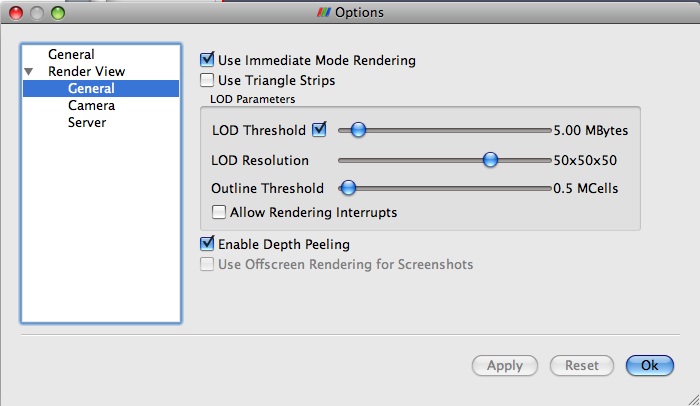 Options
General
Render View
General
Camera
Server
Use Immediate Mode Rendering
Use Triangle Strips
LOD Parameters
LOD Threshold 5.00 MBytes
LOD Resolution 50x50x50
Outline Threshold 0.5 MCells
Allow Rendering Interrupts
Enable Depth Peeling
Use Offscreen Rendering for Screenshots
Apply Reset Ok